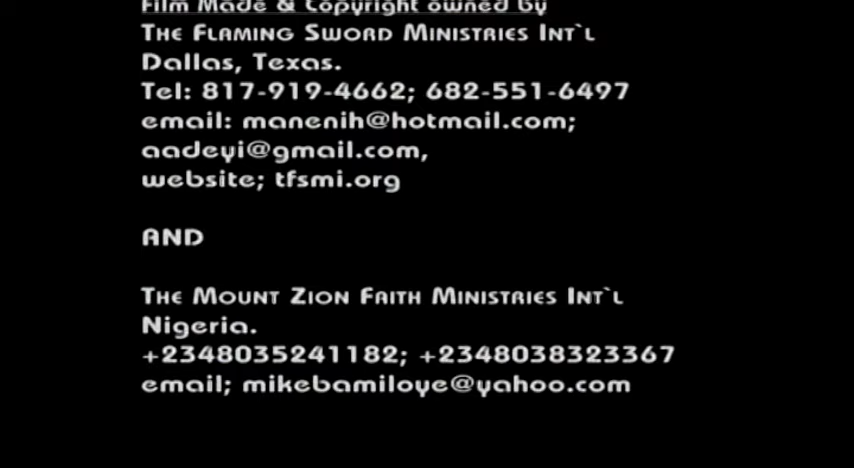 Film Made & Copyright owned by
The Flaming Sword Ministries Int`l
Dallas, Texas.
Tel: 817-919-4662; 682-551-6497
email: manenih@hotmail.com;
aadeyi@gmail.com,
website; tfsmi.org
AND
The Mount Zion Faith Ministries Int`l
Nigeria.
+2348035241182; +2348038323367
email; mikebamiloye@yahoo.com